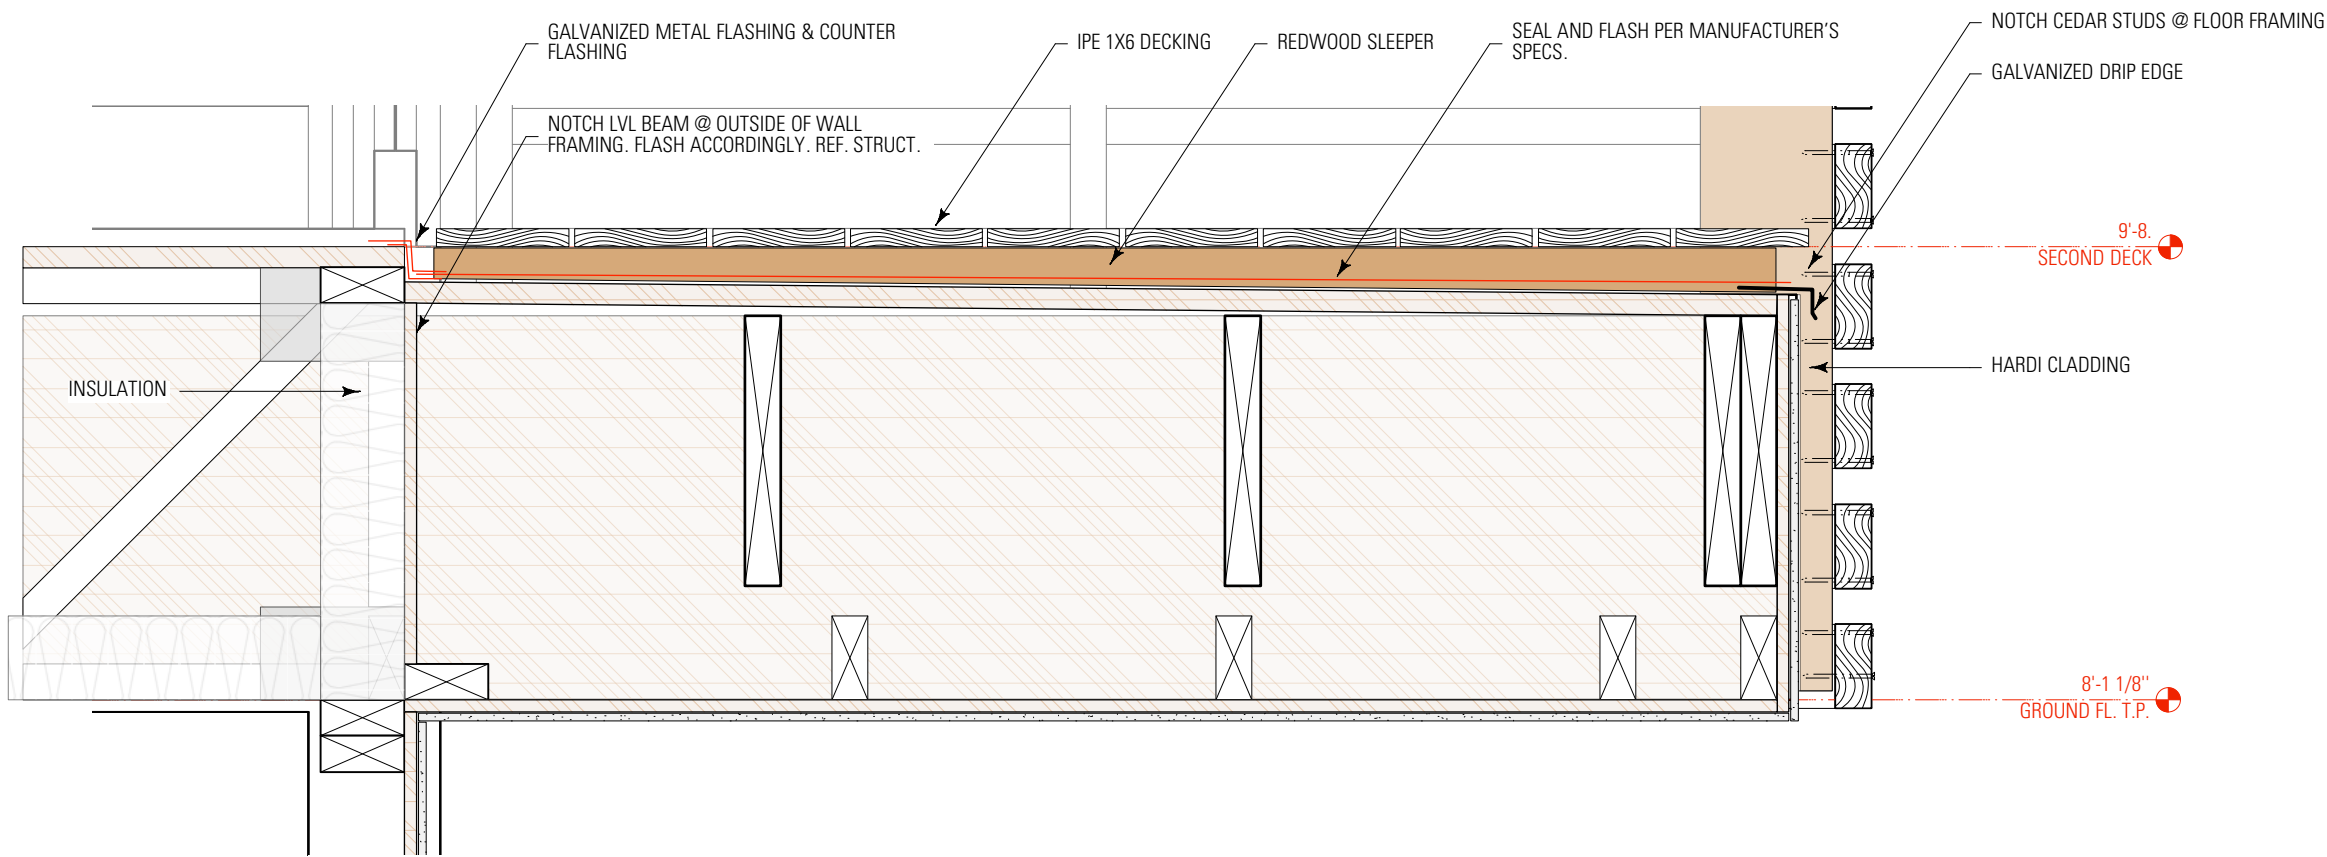 GALVANIZED METAL FLASHING & COUNTER
FLASHING
IPE 1X6 DECKING
REDWOOD SLEEPER
SEAL AND FLASH PER MANUFACTURER'S
SPECS.
NOTCH CEDAR STUDS @ FLOOR FRAMING
GALVANIZED DRIP EDGE
NOTCH LVL BEAM @ OUTSIDE OF WALL
FRAMING. FLASH ACCORDINGLY. REF. STRUCT.
9'-8.
SECOND DECK
INSULATION
HARDI CLADDING
8'-1 1/8''
GROUND FL. T.P.